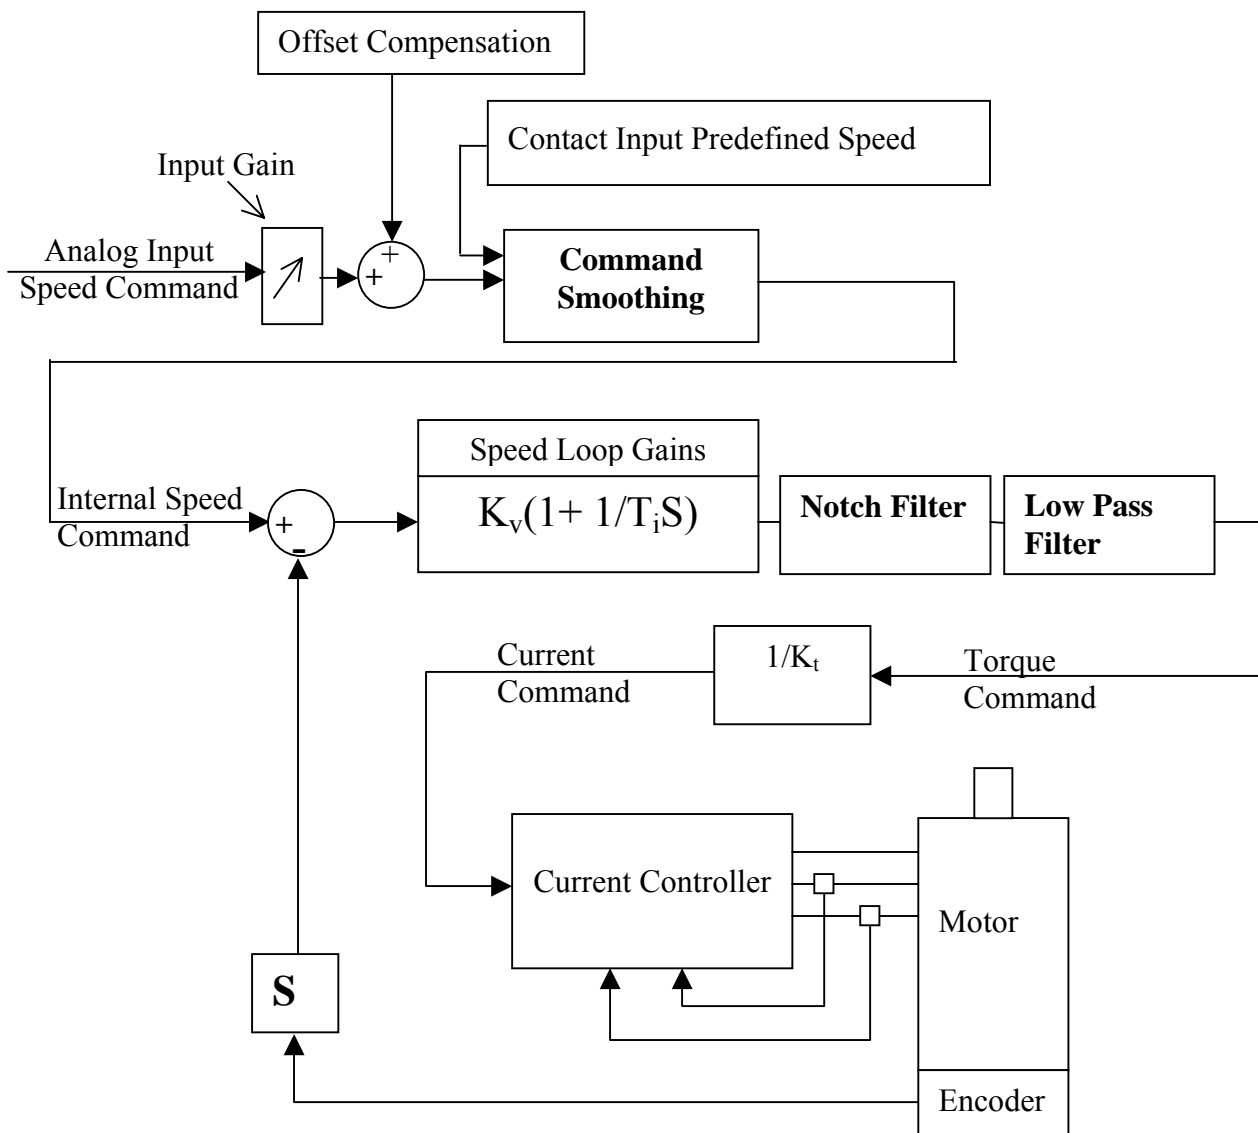 Offset Compensation
Contact Input Predefined Speed
Input Gain
Analog Input
Speed Command
+
+
Command
Smoothing
Speed Loop Gains
Internal Speed
Command
+
-
Kᵥ(1+ 1/TᵢS)
Notch Filter
Low Pass
Filter
Current
Command
1/Kₜ
Torque
Command
Current Controller
Motor
S
Encoder